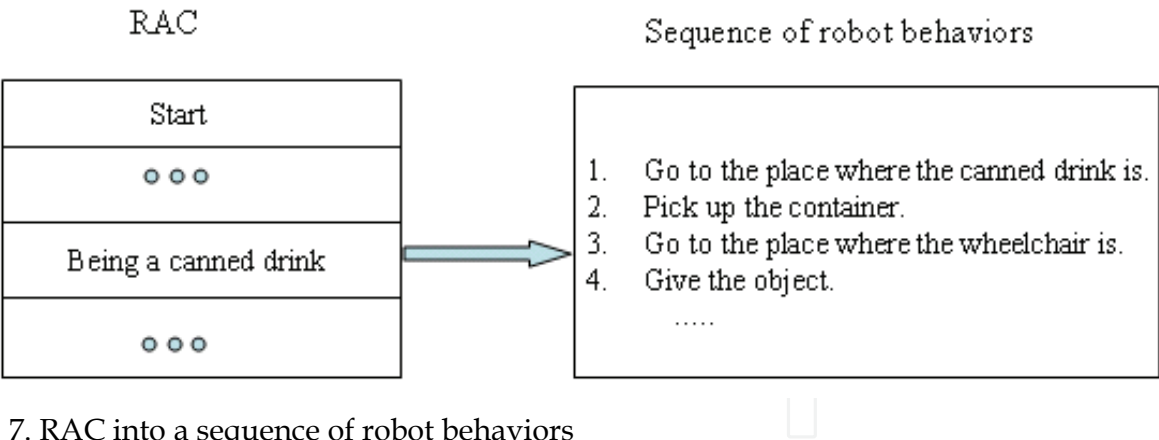 RAC
Sequence of robot behaviors
Start
Being a canned drink
1. Go to the place where the canned drink is.
2. Pick up the container.
3. Go to the place where the wheelchair is.
4. Give the object.
.....
7. RAC into a sequence of robot behaviors